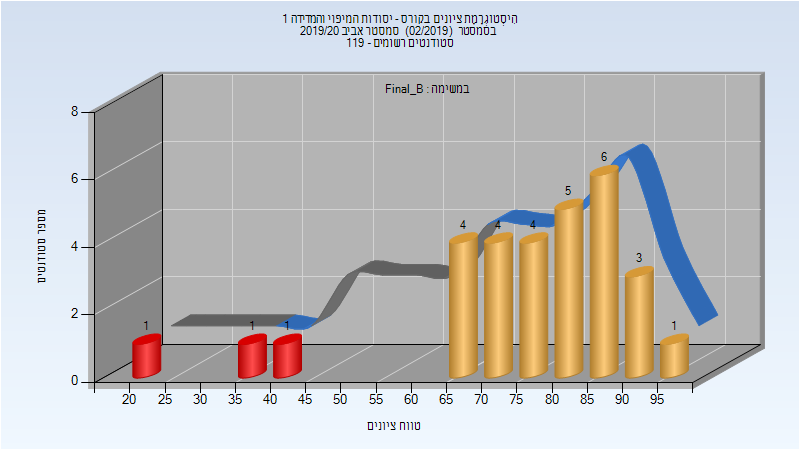 היסטוגרמת ציונים בקורס - יסודות המיפוי והמדידה 1
בסמסטר (02/2019) סמסטר אביב 2019/20
סטודנטים רשומים - 119
במשימה : Final_B
מספר סטודנטים
8
6
4
2
0
1
1
1
4
4
4
5
6
3
1
20 25 30 35 40 45 50 55 60 65 70 75 80 85 90 95
טווח ציונים